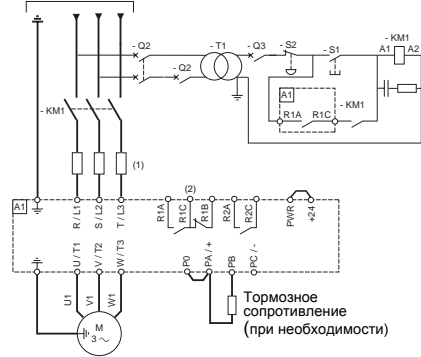 - Q2
- T1
- Q3
- S2
- S1
- KM1
A1 A2
- Q2
A1
- KM1
R1A R1C
- KM1
(1)
(2)
A1
R / L1
S / L2
T / L3
R1A
R1C
R1B
R2A
R2C
PWR
+24
U / T1
V / T2
W / T3
P0
PA / +
PB
PC / -
U1
V1
W1
M
3 ~
Тормозное
сопротивление
(при необходимости)